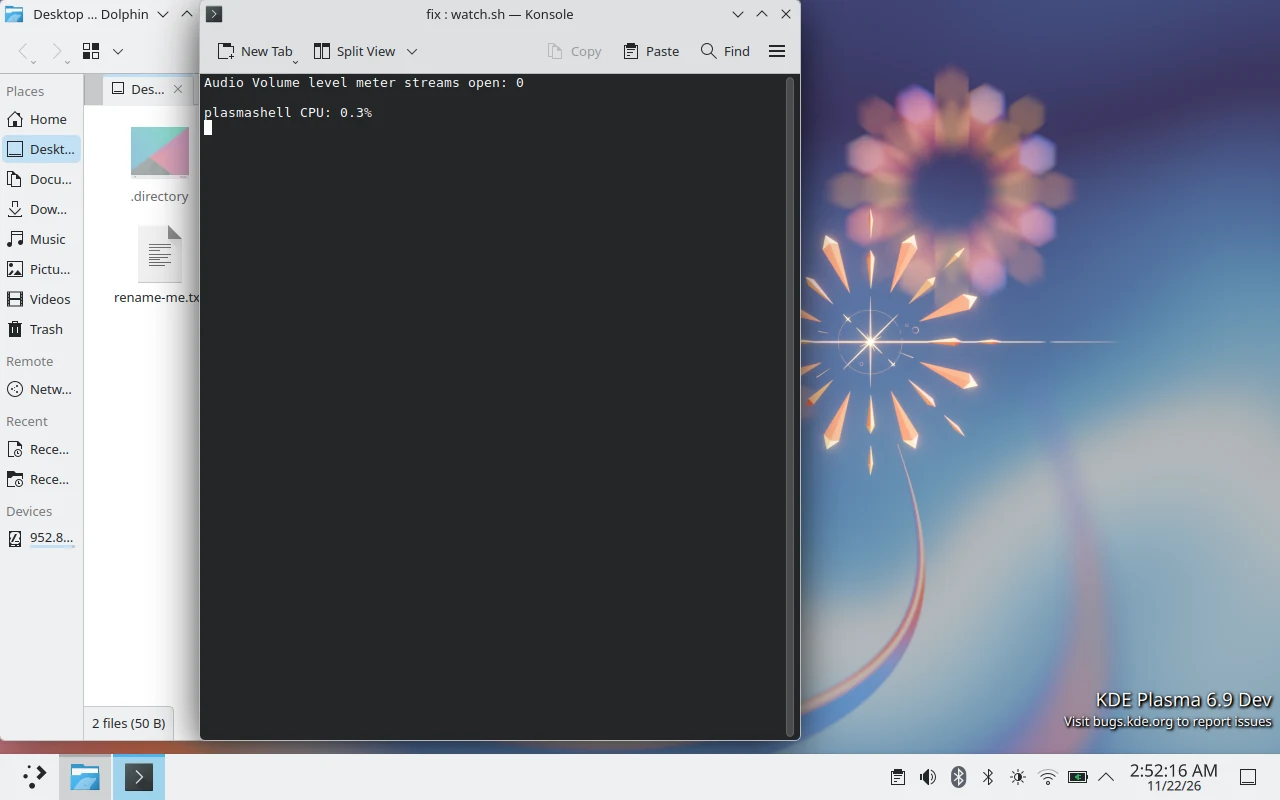 Desktop ... Dolphin
Places
Home
Deskt...
Docu...
Dow...
Music
Pictu...
Videos
Trash
Remote
Netw...
Recent
Rece...
Rece...
Devices
952.8...
Des...
.directory
rename-me.tx
2 files (50 B)
fix : watch.sh — Konsole
New Tab
Split View
Copy
Paste
Find
Audio Volume level meter streams open: 0
plasmashell CPU: 0.3%
KDE Plasma 6.9 Dev
Visit bugs.kde.org to report issues
2:52:16 AM
11/22/26